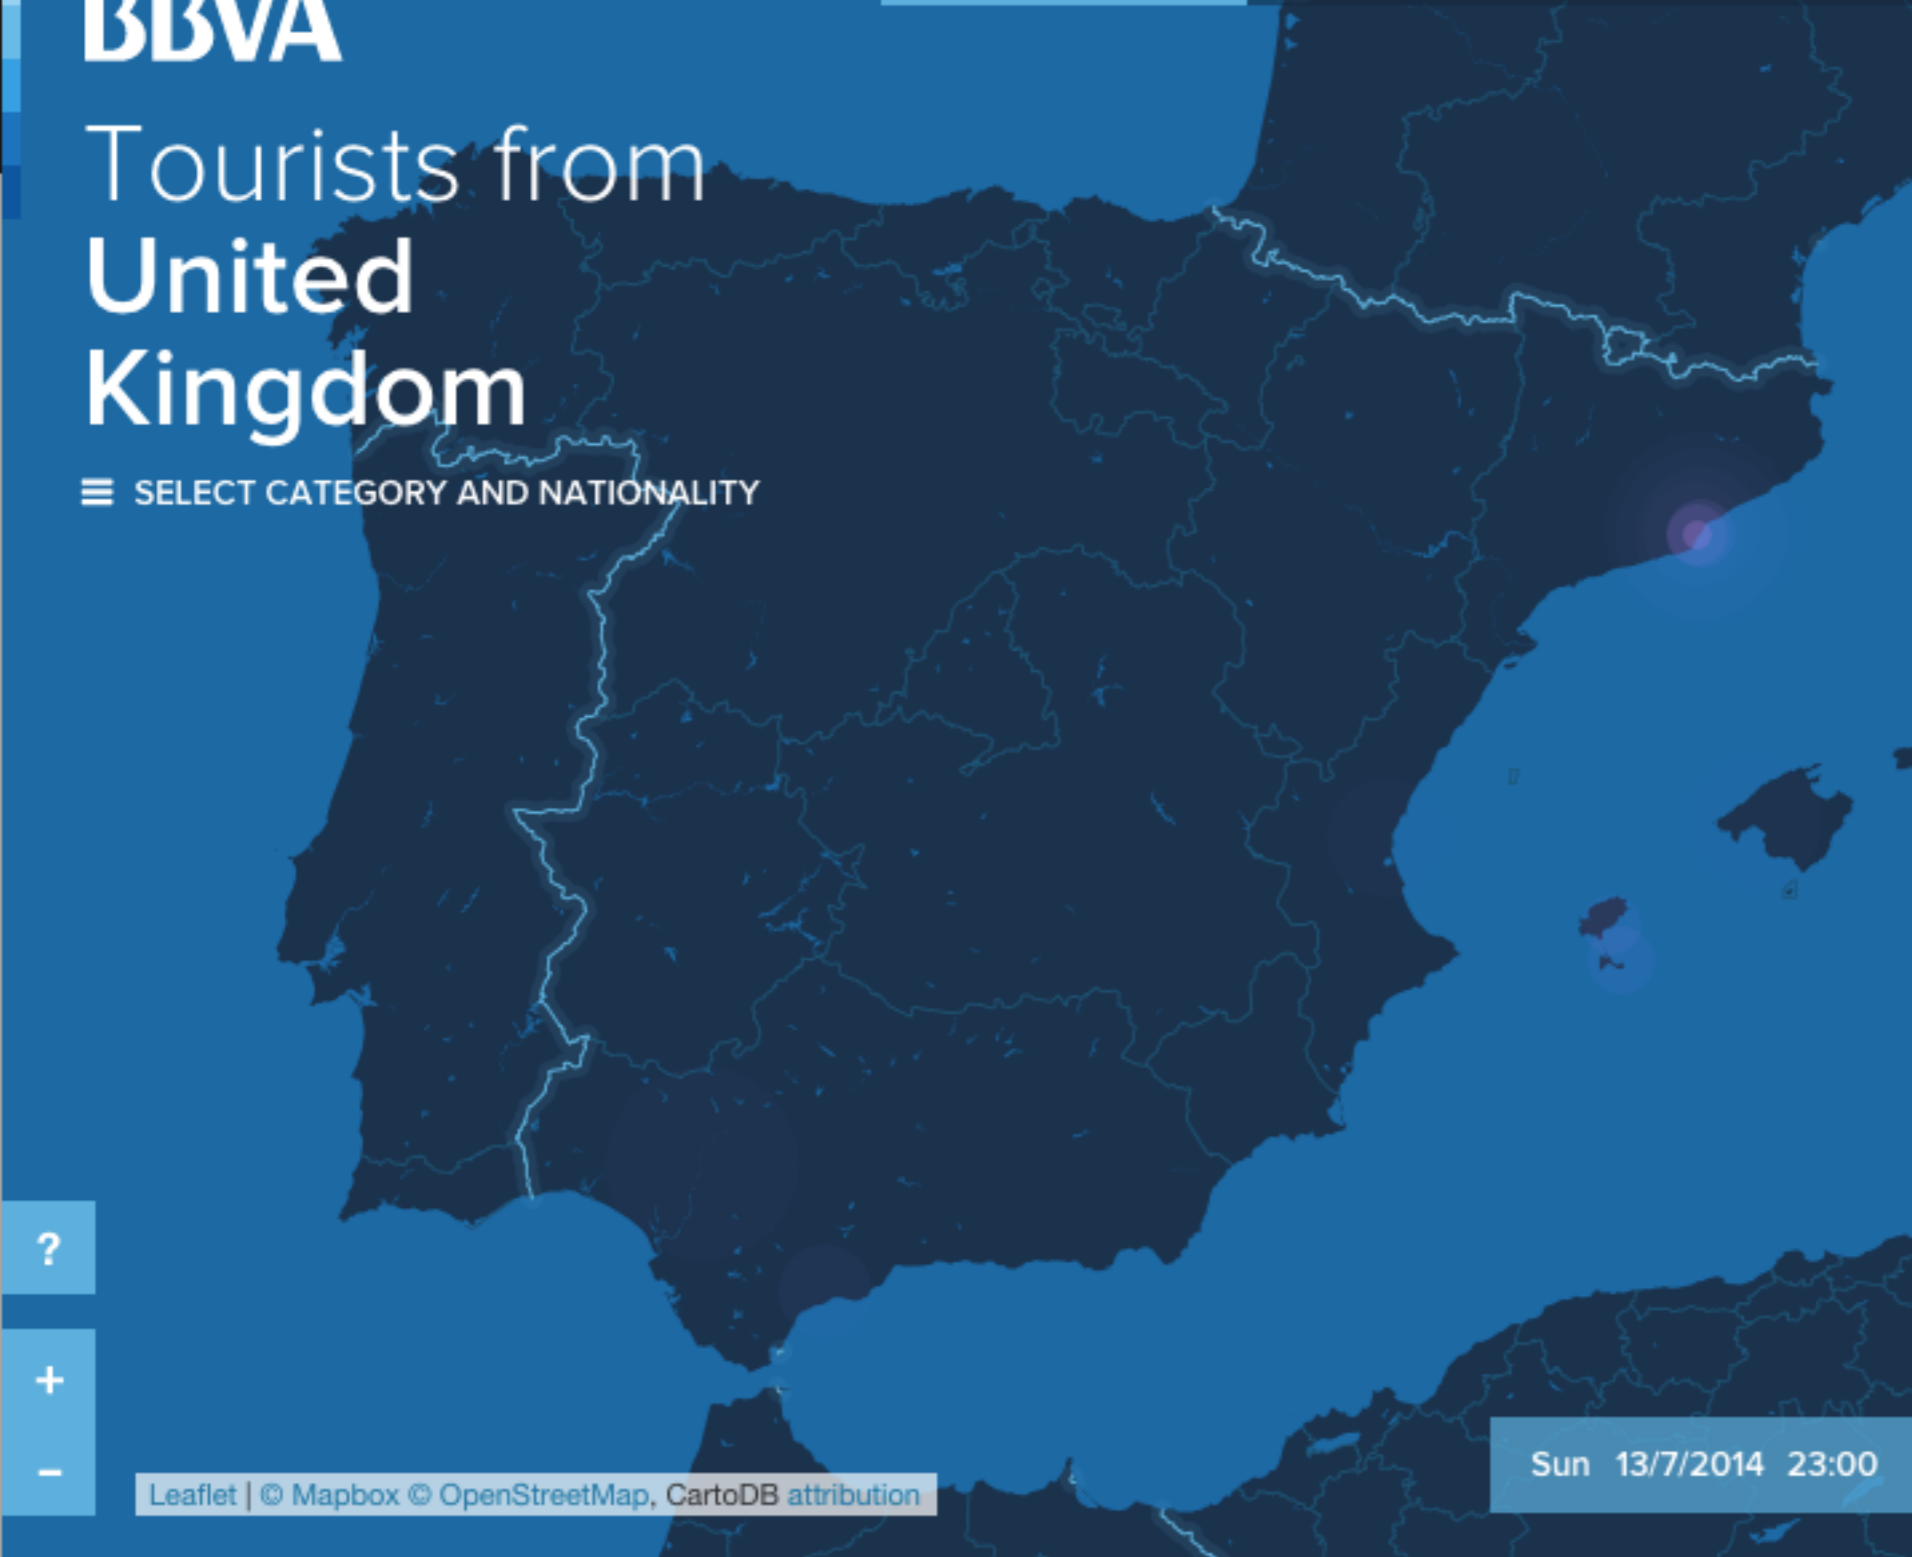 BBVA
Tourists from
United
Kingdom
SELECT CATEGORY AND NATIONALITY
?
+
−
Leaflet | © Mapbox © OpenStreetMap, CartoDB attribution
Sun 13/7/2014 23:00